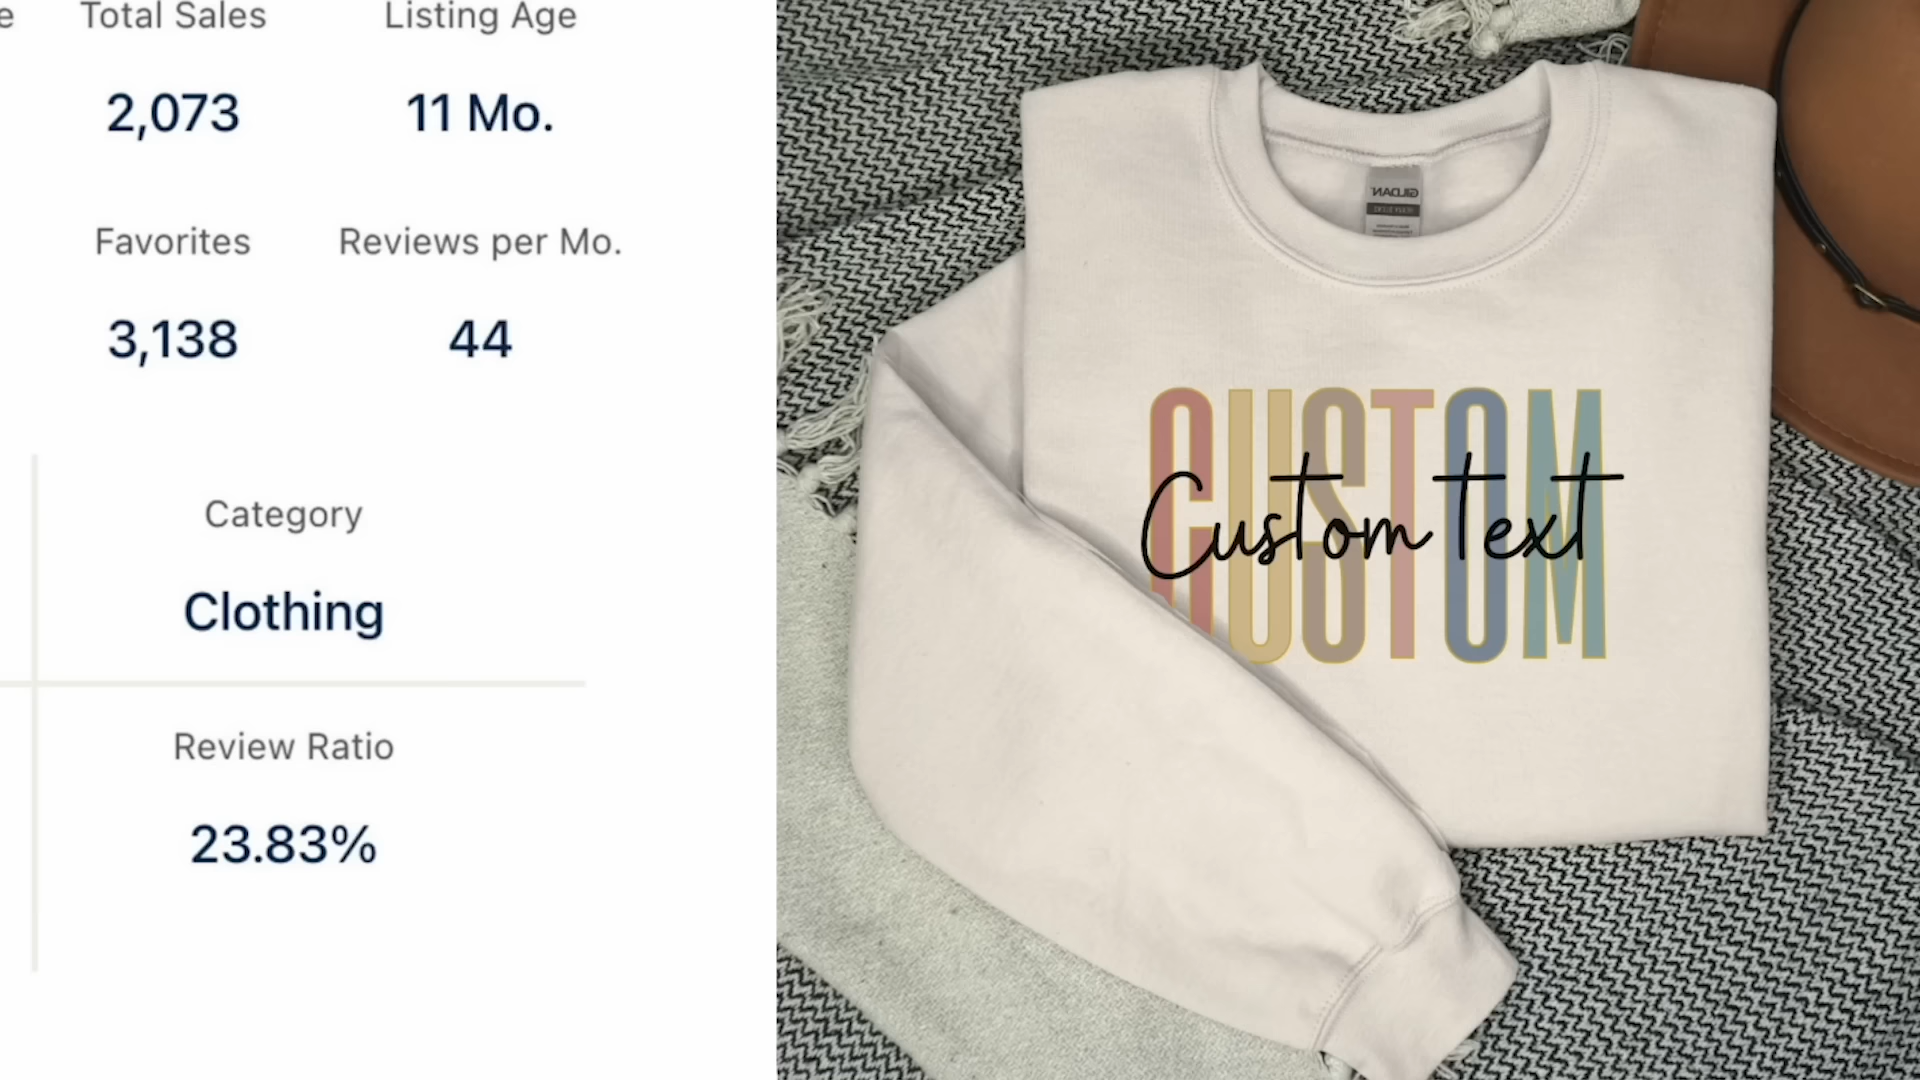 e
Total Sales
Listing Age
2,073
11 Mo.
Favorites
Reviews per Mo.
3,138
44
Category
Clothing
Review Ratio
23.83%
GILDAN
CUSTOM
Custom text